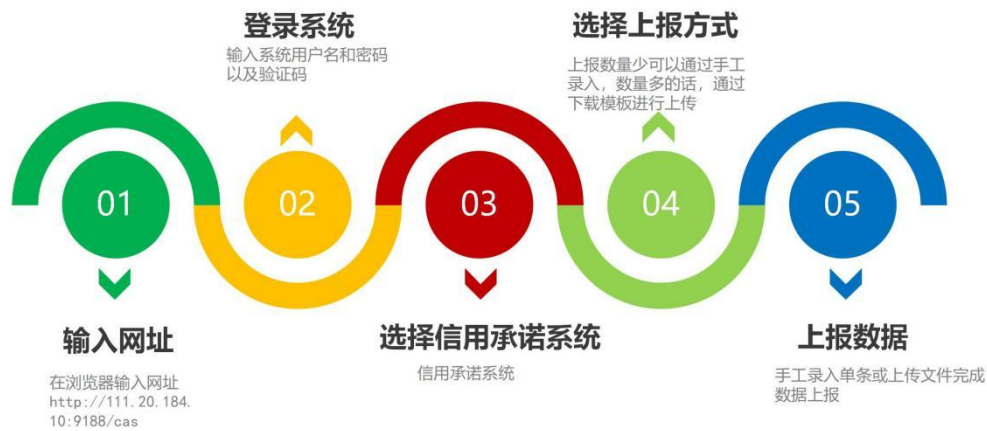 01
输入网址
在浏览器输入网址
http://111.20.184.
10:9188/cas
登录系统
输入系统用户名和密码
以及验证码
02
03
选择信用承诺系统
信用承诺系统
选择上报方式
上报数量少可以通过手工
录入，数量多的话，通过
下载模板进行上传
04
05
上报数据
手工录入单条或上传文件完成
数据上报